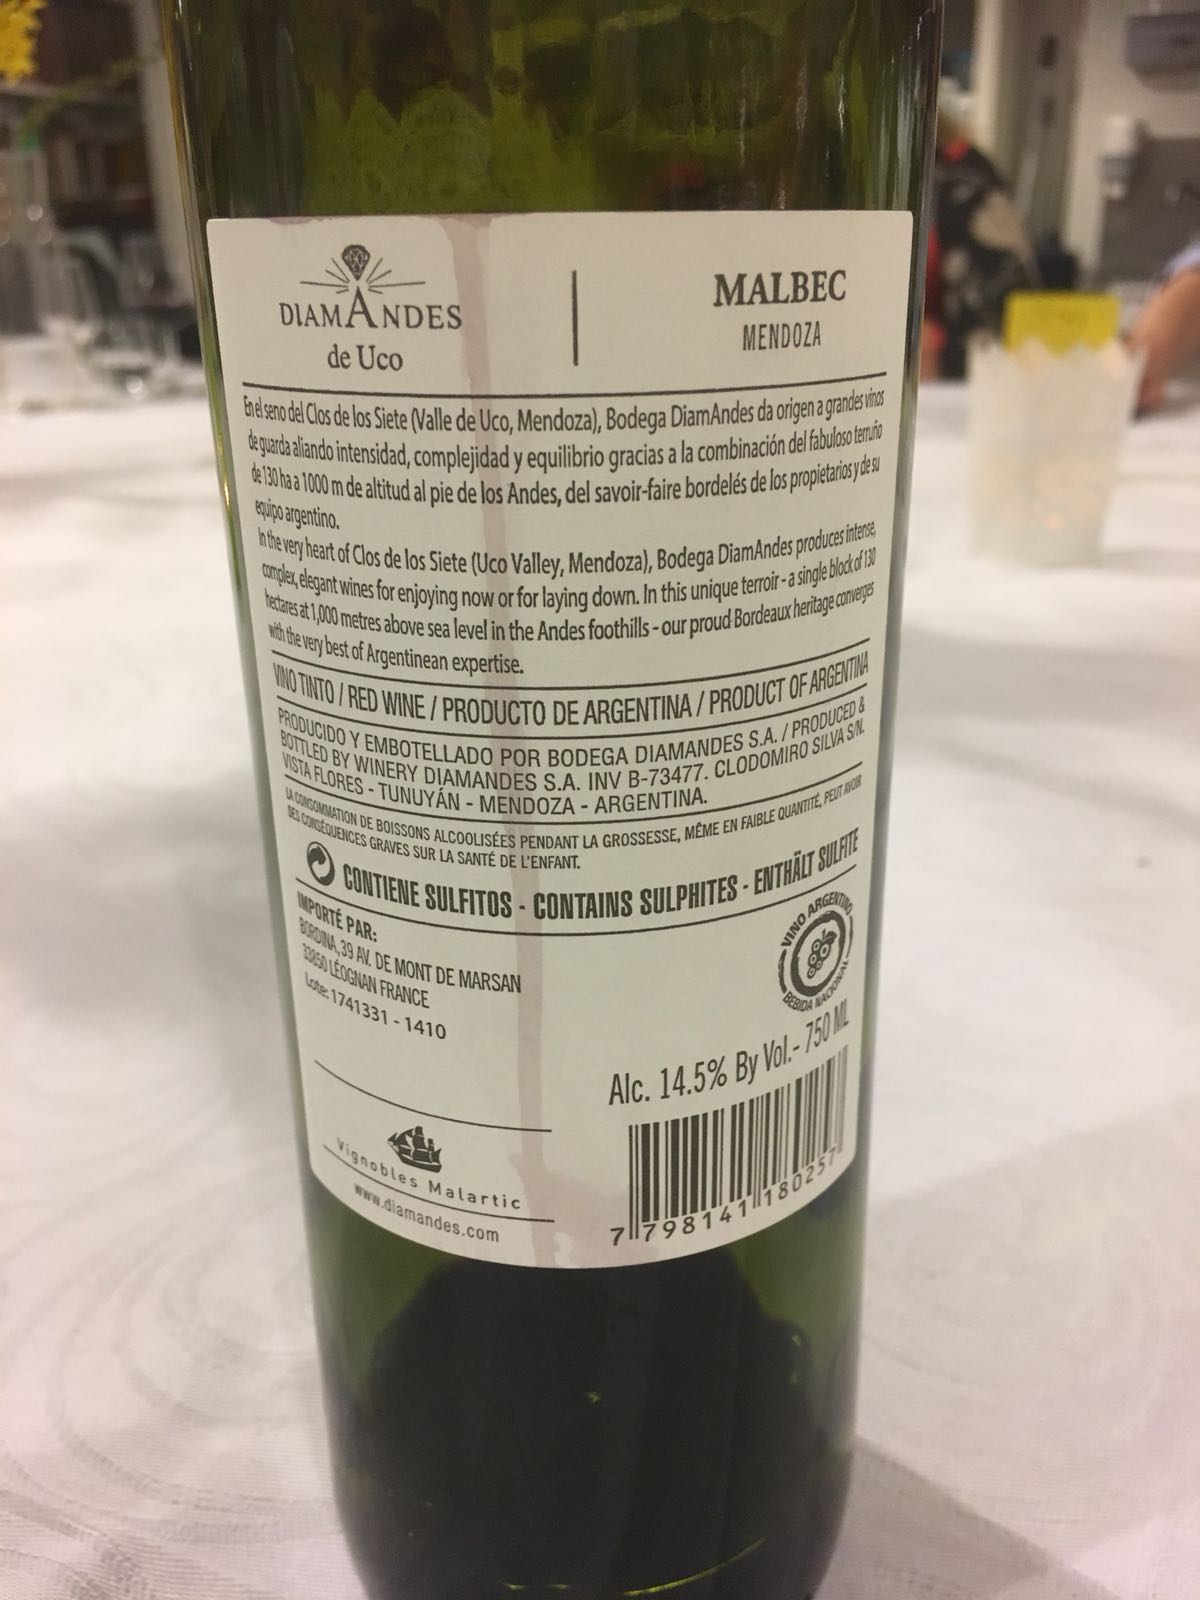 DIAMANDES
de Uco
MALBEC
MENDOZA
En el seno del Clos de los Siete (Valle de Uco, Mendoza), Bodega DiamAndes da origen a grandes vinos
de guarda aliando intensidad, complejidad y equilibrio gracias a la combinación del fabuloso terruño
de 130 ha a 1000 m de altitud al pie de los Andes, del savoir-faire bordelés de los propietarios y de su
equipo argentino.
In the very heart of Clos de los Siete (Uco Valley, Mendoza), Bodega DiamAndes produces intense,
complex, elegant wines for enjoying now or for laying down. In this unique terroir - a single block of 130
hectares at 1,000 metres above sea level in the Andes foothills - our proud Bordeaux heritage converges
with the very best of Argentinean expertise.
VINO TINTO / RED WINE / PRODUCTO DE ARGENTINA / PRODUCT OF ARGENTINA
PRODUCIDO Y EMBOTELLADO POR BODEGA DIAMANDES S.A. / PRODUCED &
BOTTLED BY WINERY DIAMANDES S.A. INV B-73477. CLODOMIRO SILVA S/N.
VISTA FLORES - TUNUYÁN - MENDOZA - ARGENTINA.
LA CONSOMMATION DE BOISSONS ALCOOLISÉES PENDANT LA GROSSESSE, MÊME EN FAIBLE QUANTITÉ, PEUT AVOIR
DES CONSÉQUENCES GRAVES SUR LA SANTÉ DE L'ENFANT.
CONTIENE SULFITOS - CONTAINS SULPHITES - ENTHÄLT SULFITE
IMPORTÉ PAR:
BORDINA, 39 AV. DE MONT DE MARSAN
33850 LÉOGNAN FRANCE
Lote: 1741331 - 1410
VINO ARGENTINO
BEBIDA NACIONAL
Alc. 14.5% By Vol.- 750 ML
Vignobles Malartic
www.diamandes.com
7 798141 180257